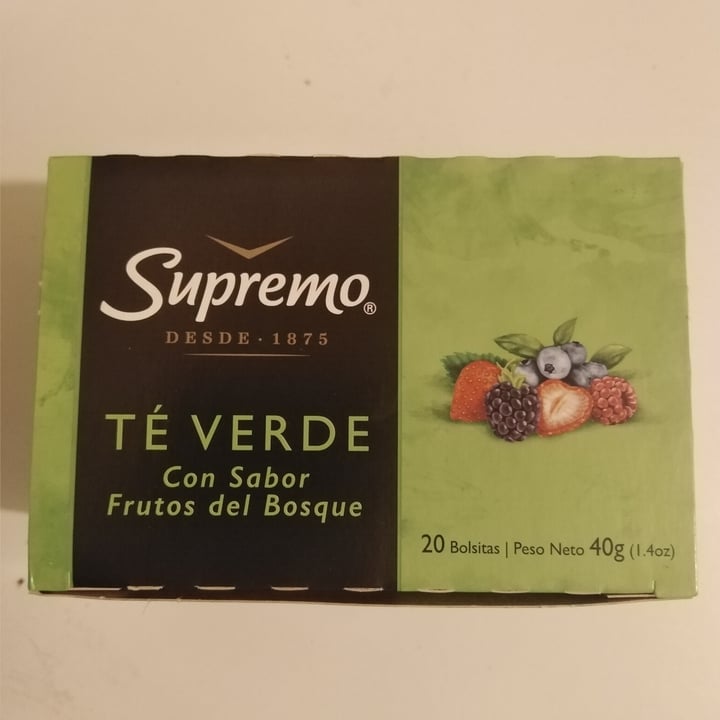 Supremo®
DESDE · 1875
TÉ VERDE
Con Sabor
Frutos del Bosque
20 Bolsitas | Peso Neto 40g (1.4oz)